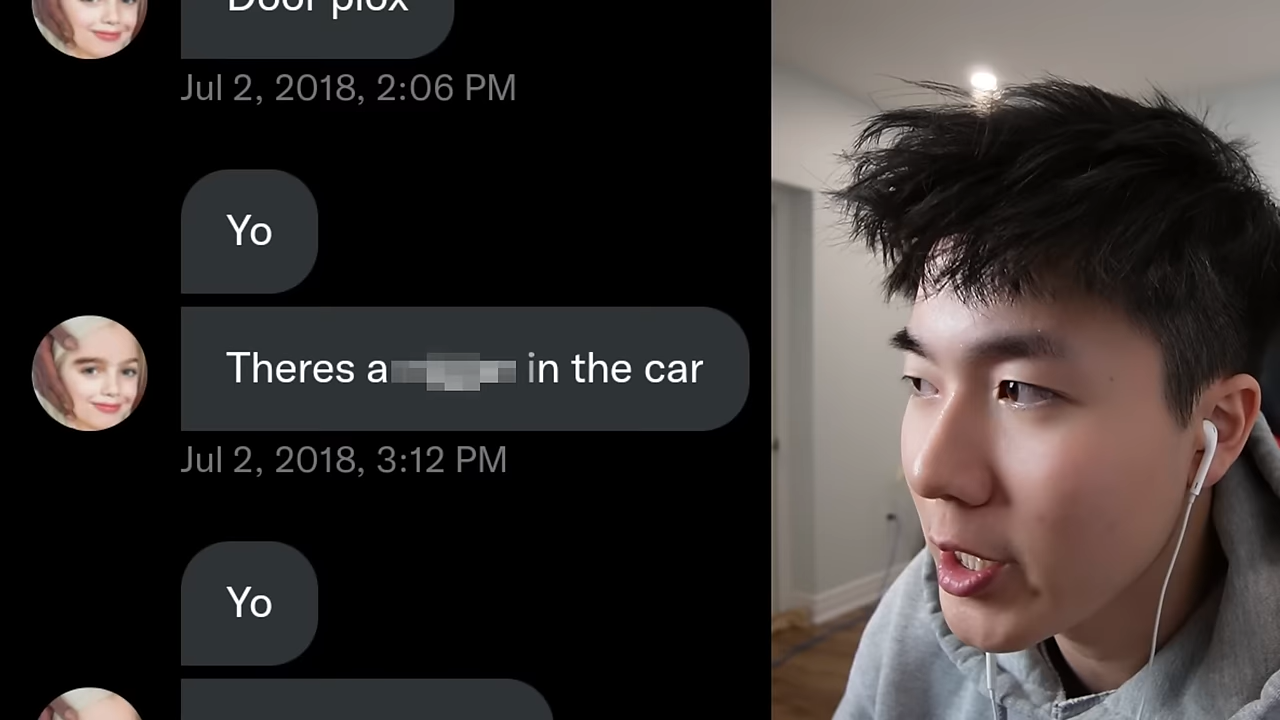 Door plox
Jul 2, 2018, 2:06 PM
Yo
Theres a in the car
Jul 2, 2018, 3:12 PM
Yo